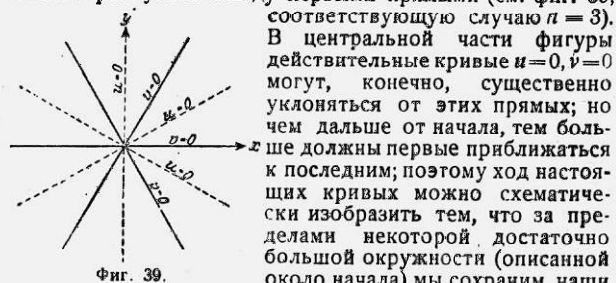 соответствующую случаю n = 3).
В центральной части фигуры
действительные кривые u=0, v=0
могут, конечно, существенно
уклоняться от этих прямых; но
чем дальше от начала, тем боль-
ше должны первые приближаться
к последним; поэтому ход настоя-
щих кривых можно схематиче-
ски изобразить тем, что за пре-
делами некоторой достаточно
большой окружности (описанной
около начала) мы сохраним наши
y
u=0
v=0
u=0
v=0
x
u=0
v=0
Фиг. 39.